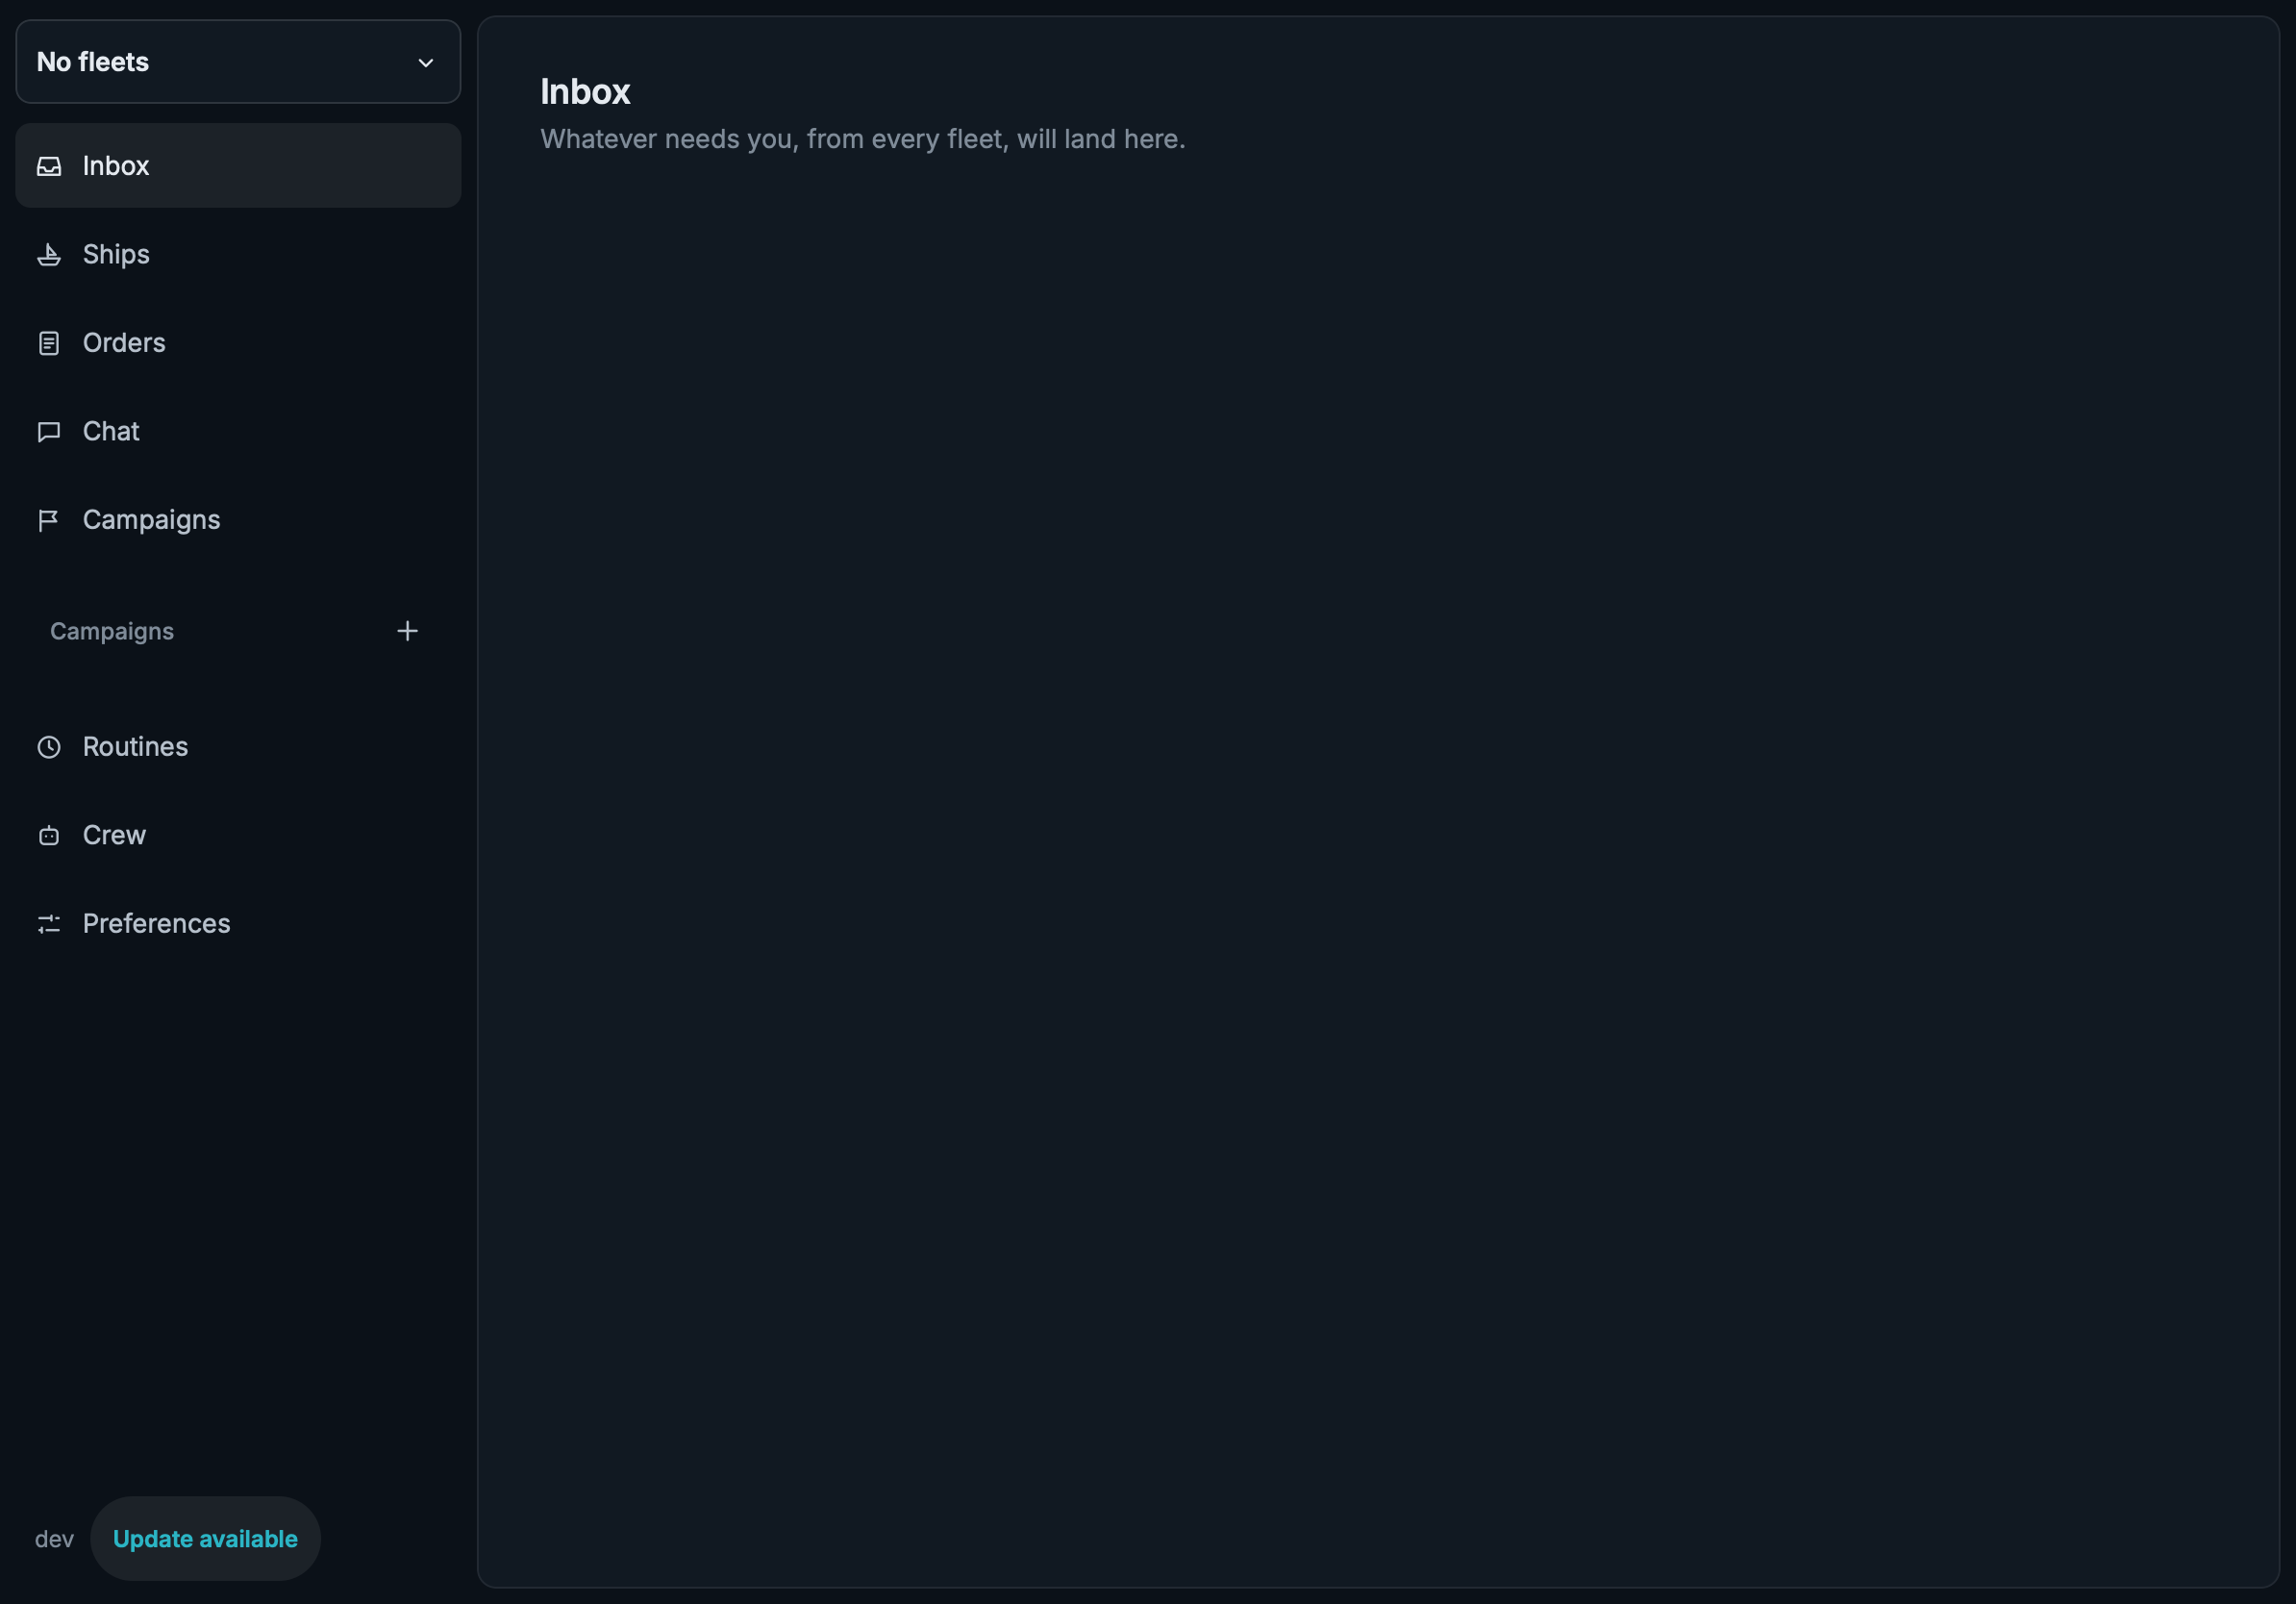 No fleets
Inbox
Ships
Orders
Chat
Campaigns
Campaigns
Routines
Crew
Preferences
dev
Update available
Inbox
Whatever needs you, from every fleet, will land here.